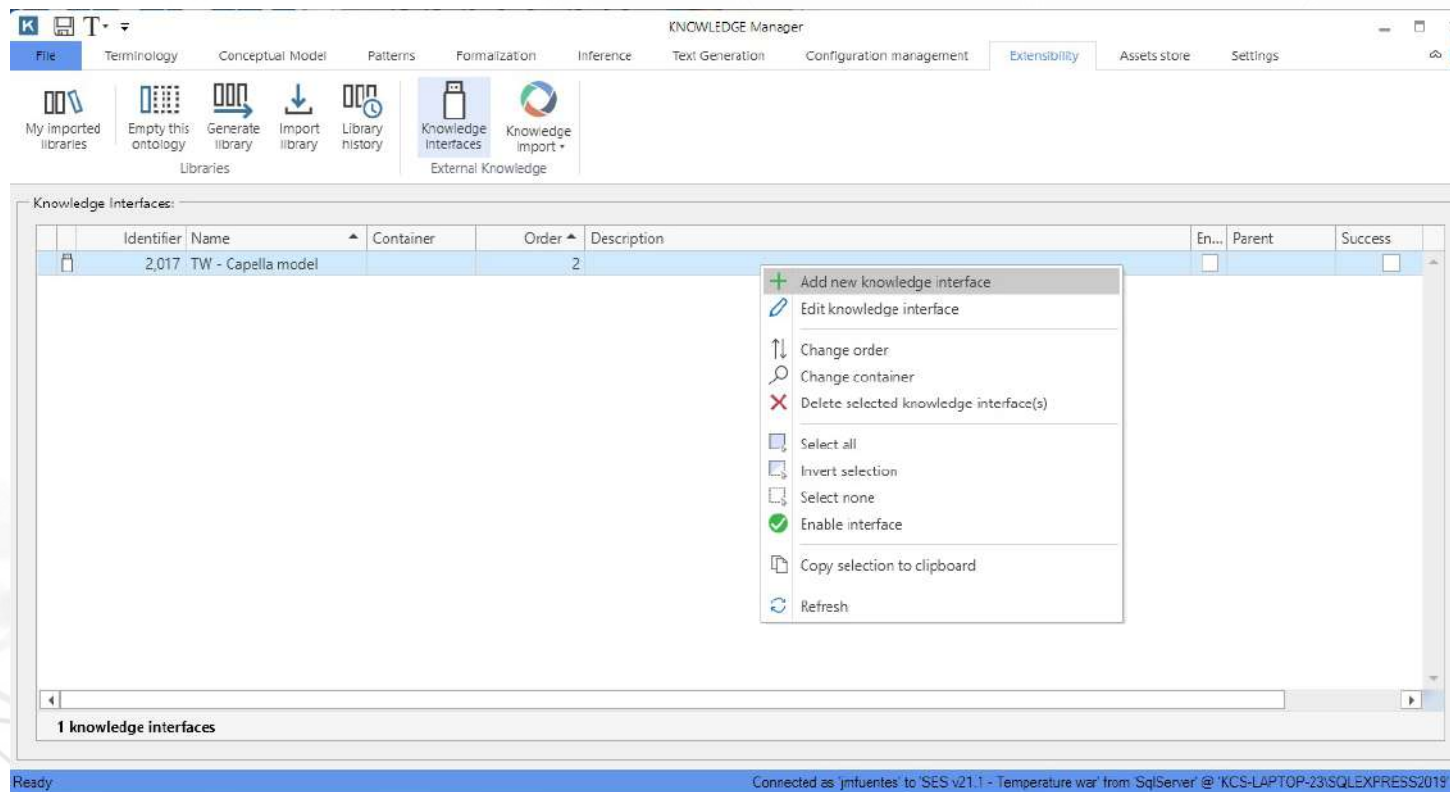 K T
KNOWLEDGE Manager
File Terminology Conceptual Model Patterns Formalization Inference Text Generation Configuration management Extensibility Assets store Settings
My imported libraries
Empty this ontology
Generate library
Import library
Library history
Knowledge Interfaces
Knowledge Import
Libraries External Knowledge
Knowledge Interfaces:
Identifier Name Container Order Description En... Parent Success
2,017 TW - Capella model 2
Add new knowledge interface
Edit knowledge interface
Change order
Change container
Delete selected knowledge interface(s)
Select all
Invert selection
Select none
Enable interface
Copy selection to clipboard
Refresh
1 knowledge interfaces
Ready Connected as 'jmfuentes' to 'SES v21.1 - Temperature war' from 'SqlServer' @ 'KCS-LAPTOP-23\SQLEXPRESS2019'